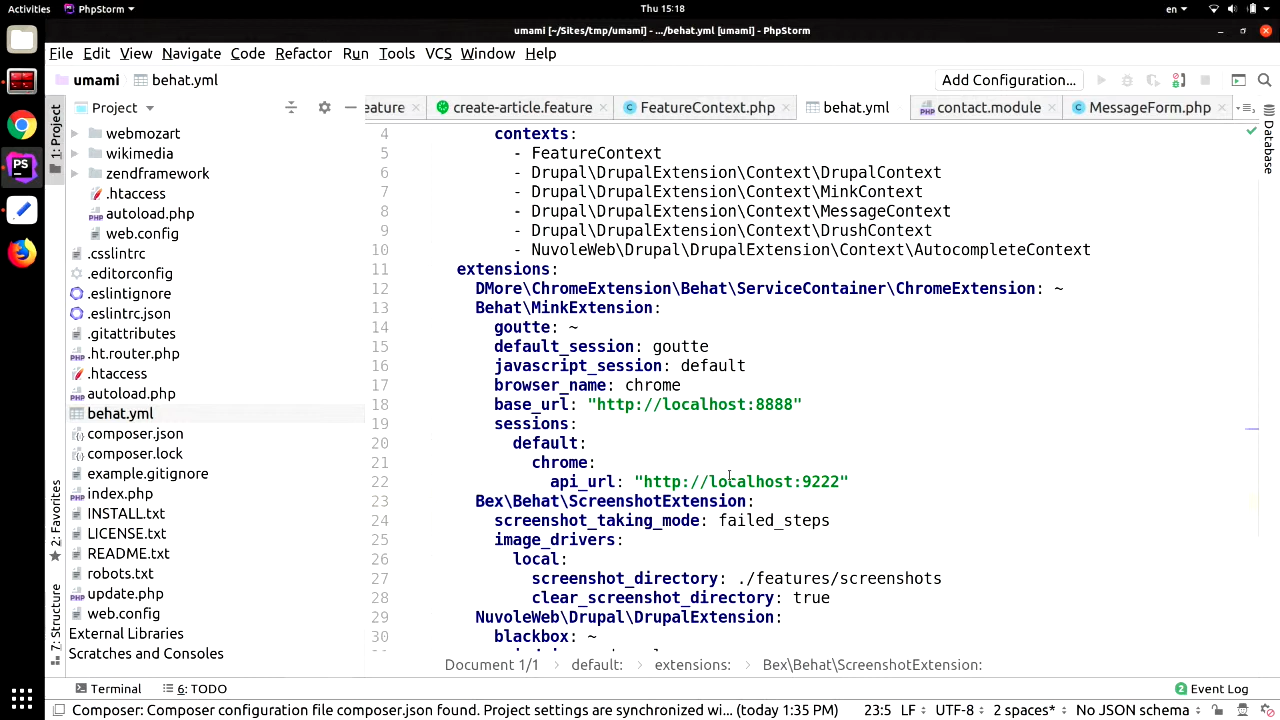 Activities PhpStorm Thu 15:18 en
umami [~/Sites/tmp/umami] - .../behat.yml [umami] - PhpStorm
File Edit View Navigate Code Refactor Run Tools VCS Window Help
umami behat.yml Add Configuration...
Project eature create-article.feature FeatureContext.php behat.yml contact.module MessageForm.php
1: Project
2: Favorites
7: Structure
Database
webmozart
wikimedia
zendframework
.htaccess
autoload.php
web.config
.csslintrc
.editorconfig
.eslintignore
.eslintrc.json
.gitattributes
.ht.router.php
.htaccess
autoload.php
behat.yml
composer.json
composer.lock
example.gitignore
index.php
INSTALL.txt
LICENSE.txt
README.txt
robots.txt
update.php
web.config
External Libraries
Scratches and Consoles
4 contexts:
5 - FeatureContext
6 - Drupal\DrupalExtension\Context\DrupalContext
7 - Drupal\DrupalExtension\Context\MinkContext
8 - Drupal\DrupalExtension\Context\MessageContext
9 - Drupal\DrupalExtension\Context\DrushContext
10 - NuvoleWeb\Drupal\DrupalExtension\Context\AutocompleteContext
11 extensions:
12 DMore\ChromeExtension\Behat\ServiceContainer\ChromeExtension: ~
13 Behat\MinkExtension:
14 goutte: ~
15 default_session: goutte
16 javascript_session: default
17 browser_name: chrome
18 base_url: "http://localhost:8888"
19 sessions:
20 default:
21 chrome:
22 api_url: "http://localhost:9222"
23 Bex\Behat\ScreenshotExtension:
24 screenshot_taking_mode: failed_steps
25 image_drivers:
26 local:
27 screenshot_directory: ./features/screenshots
28 clear_screenshot_directory: true
29 NuvoleWeb\Drupal\DrupalExtension:
30 blackbox: ~
Document 1/1 default: extensions: Bex\Behat\ScreenshotExtension:
Terminal 6: TODO 2 Event Log
Composer: Composer configuration file composer.json found. Project settings are synchronized wi... (today 1:35 PM) 23:5 LF UTF-8 2 spaces* No JSON schema